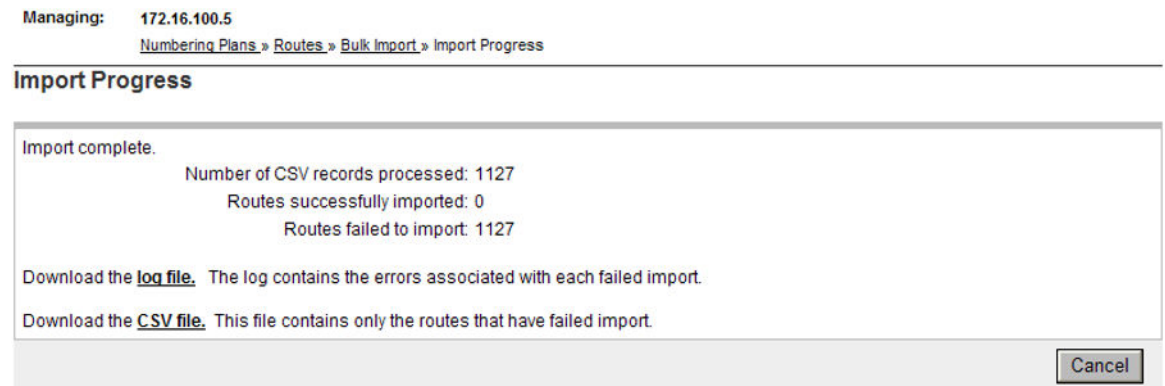 Managing: 172.16.100.5
Numbering Plans » Routes » Bulk Import » Import Progress
Import Progress
Import complete.
Number of CSV records processed: 1127
Routes successfully imported: 0
Routes failed to import: 1127
Download the log file. The log contains the errors associated with each failed import.
Download the CSV file. This file contains only the routes that have failed import.
Cancel